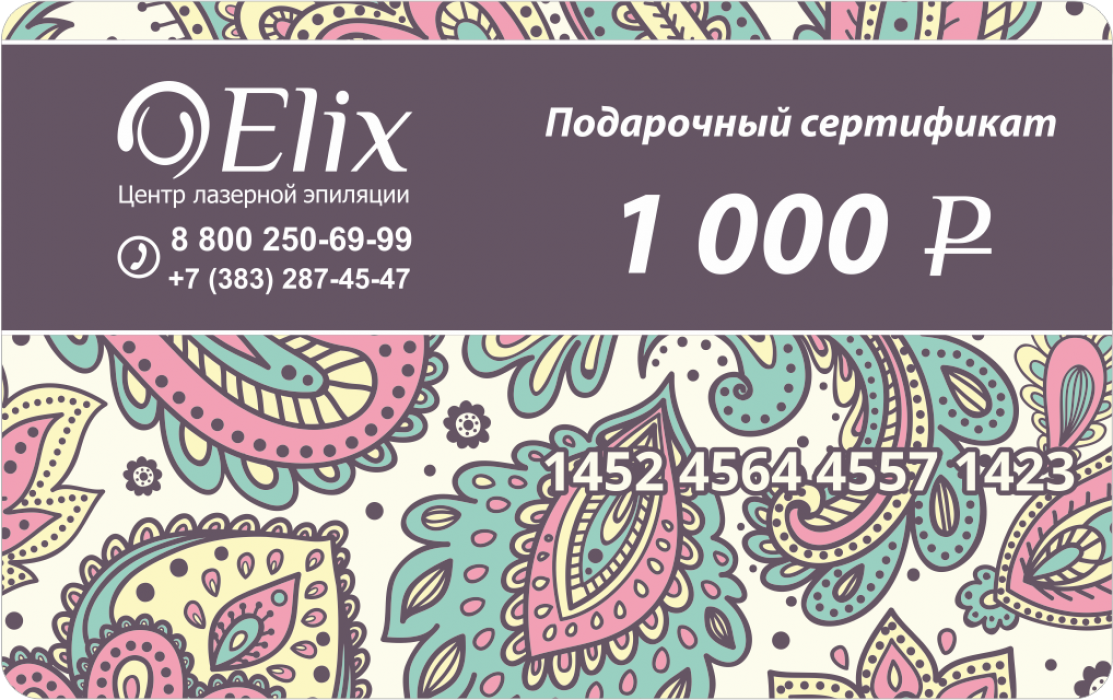 Elix
Центр лазерной эпиляции
8 800 250-69-99
+7 (383) 287-45-47
Подарочный сертификат
1 000 ₽
1452 4564 4557 1423